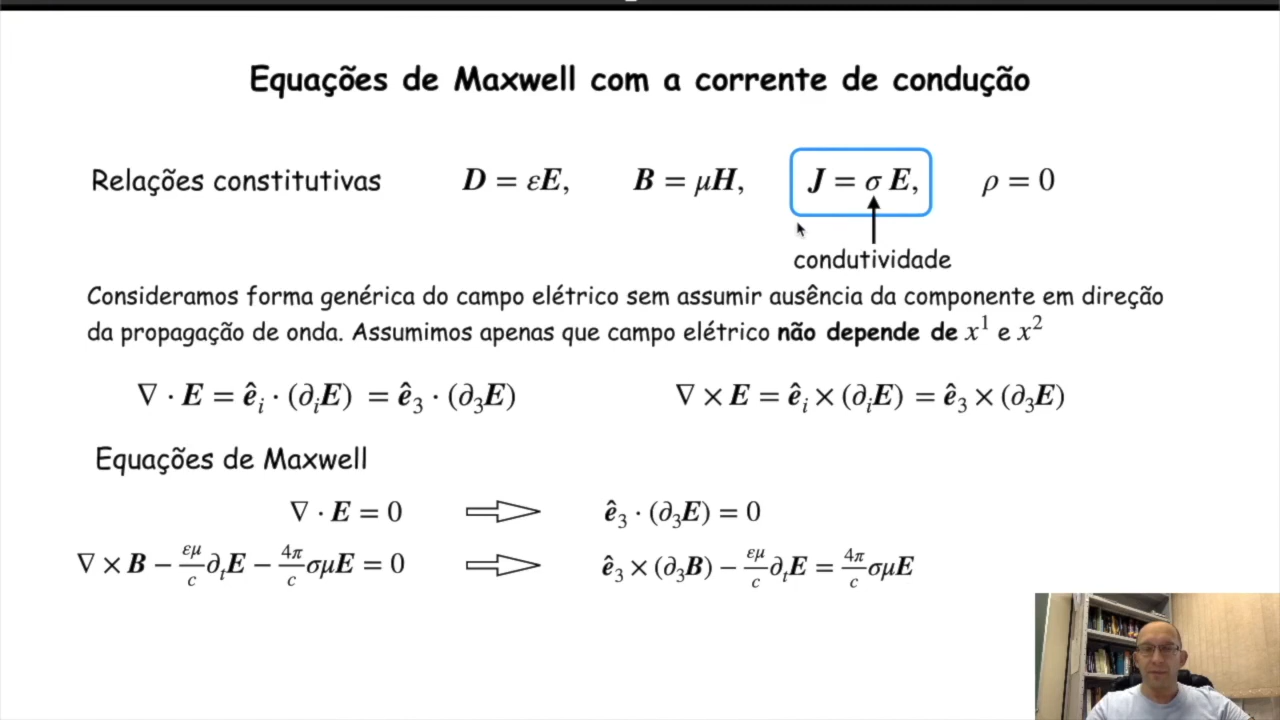 Equações de Maxwell com a corrente de condução
Relações constitutivas D = εE, B = μH, J = σ E, ρ = 0
condutividade
Consideramos forma genérica do campo elétrico sem assumir ausência da componente em direção
da propagação de onda. Assumimos apenas que campo elétrico não depende de x¹ e x²
∇ · E = ê_i · (∂_i E) = ê_3 · (∂_3 E) ∇ × E = ê_i × (∂_i E) = ê_3 × (∂_3 E)
Equações de Maxwell
∇ · E = 0 ⇒ ê_3 · (∂_3 E) = 0
∇ × B − εμ/c ∂_t E − 4π/c σμE = 0 ⇒ ê_3 × (∂_3 B) − εμ/c ∂_t E = 4π/c σμE